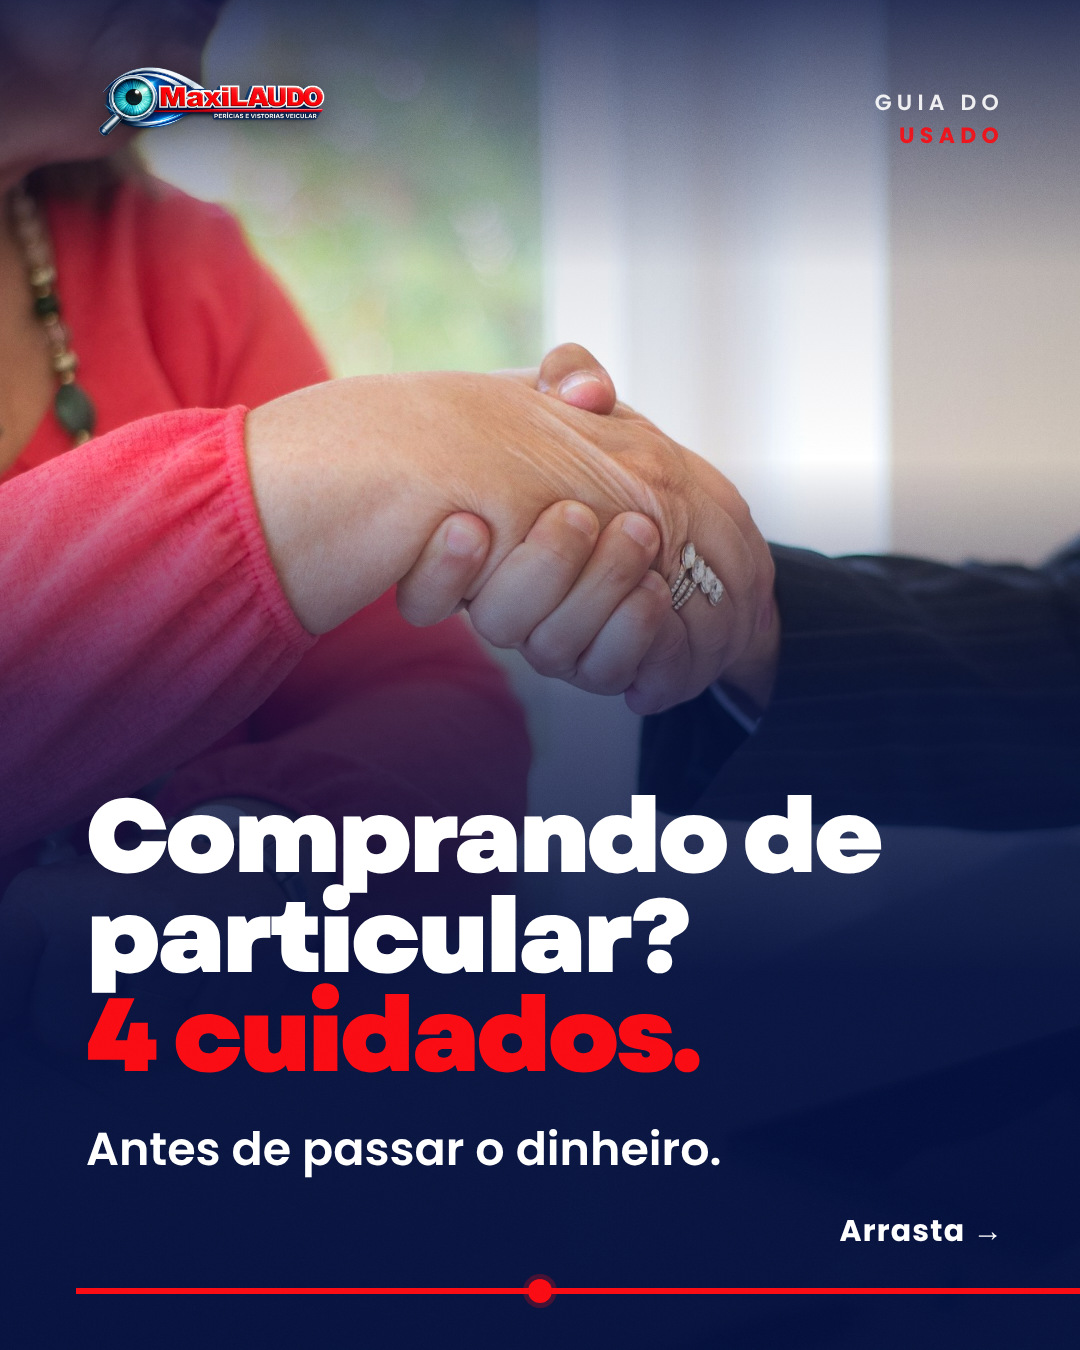 MaxiLAUDO
PERÍCIAS E VISTORIAS VEICULAR
GUIA DO
USADO
Comprando de
particular?
4 cuidados.
Antes de passar o dinheiro.
Arrasta →